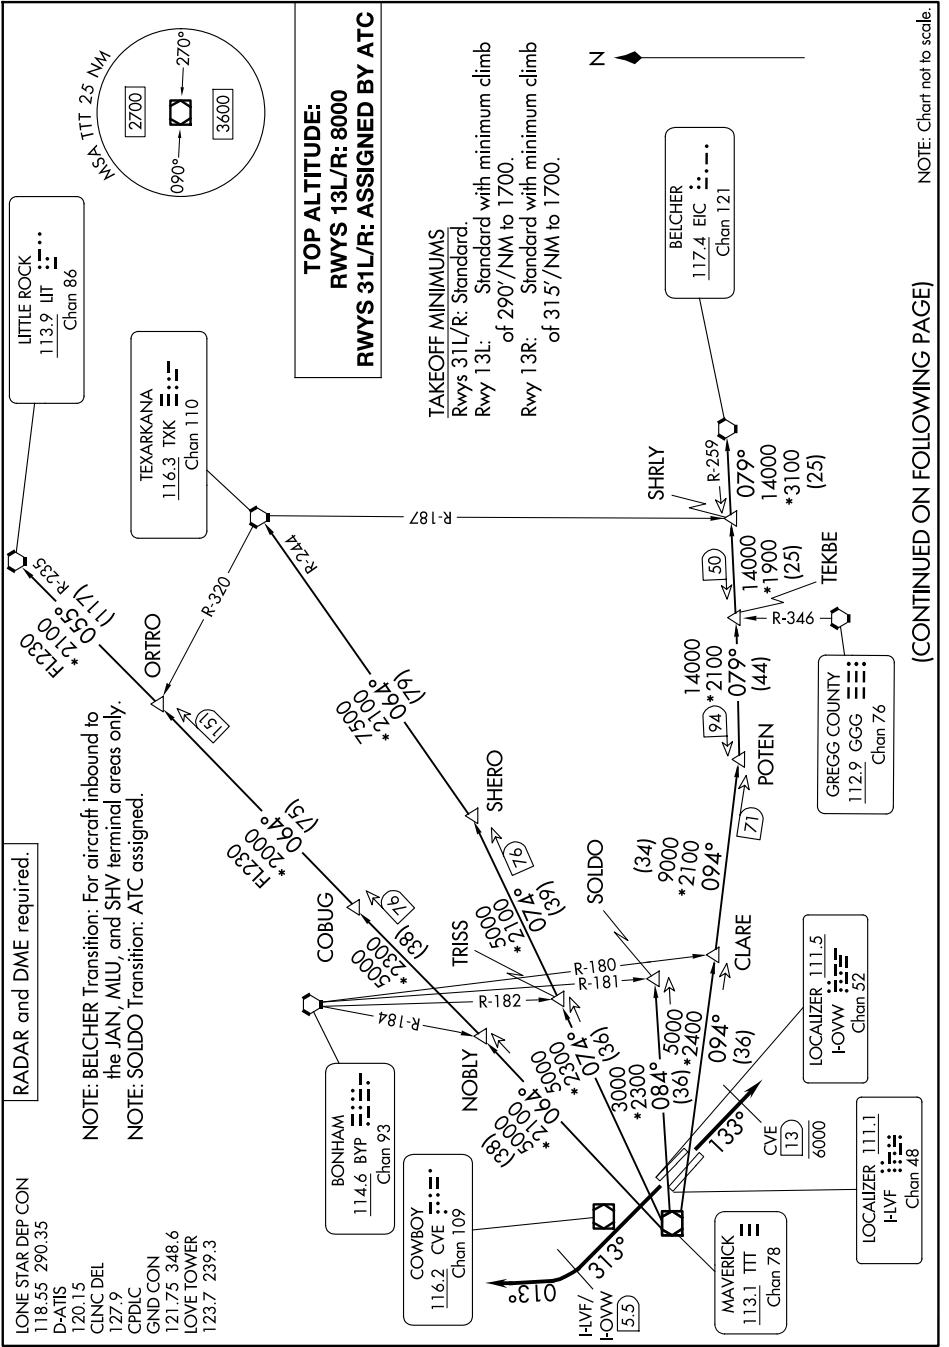 LONE STAR DEP CON
118.55 290.35
D-ATIS
120.15
CLNC DEL
127.9
CPDLC
GND CON
121.75 348.6
LOVE TOWER
123.7 239.3
RADAR and DME required.
NOTE: BELCHER Transition: For aircraft inbound to
the JAN, MLU, and SHV terminal areas only.
NOTE: SOLDO Transition: ATC assigned.
LITTLE ROCK
113.9 LIT
Chan 86
MSA TTT 25 NM
2700
090°
270°
3600
TOP ALTITUDE:
RWYS 13L/R: 8000
RWYS 31L/R: ASSIGNED BY ATC
TEXARKANA
116.3 TXK
Chan 110
TAKEOFF MINIMUMS
Rwys 31L/R: Standard.
Rwy 13L: Standard with minimum climb
of 290'/NM to 1700.
Rwy 13R: Standard with minimum climb
of 315'/NM to 1700.
N
R-235
055°
(117)
FL230
*2100
ORTRO
R-320
151
FL230
*2000
064°
(75)
COBUG
76
5000
*2300
(38)
NOBLY
5000
*2100
064°
(38)
R-244
7500
*2100
064°
(79)
SHERO
76
5000
*2100
074°
(39)
TRISS
5000
*2300
074°
(36)
BONHAM
114.6 BYP
Chan 93
R-184
R-182
R-181
R-180
SOLDO
3000
*2300
084°
(36)
5000
*2400
094°
(36)
CLARE
(34)
9000
*2100
094°
71
POTEN
94
14000
*2100
079°
(44)
TEKBE
R-346
50
14000
*1900
(25)
SHRLY
R-187
R-259
079°
14000
*3100
(25)
BELCHER
117.4 EIC
Chan 121
GREGG COUNTY
112.9 GGG
Chan 76
COWBOY
116.2 CVE
Chan 109
013°
313°
I-LVF/
I-OVW
5.5
133°
CVE
13
6000
MAVERICK
113.1 TTT
Chan 78
LOCALIZER 111.1
I-LVF
Chan 48
LOCALIZER 111.5
I-OVW
Chan 52
(CONTINUED ON FOLLOWING PAGE)
NOTE: Chart not to scale.